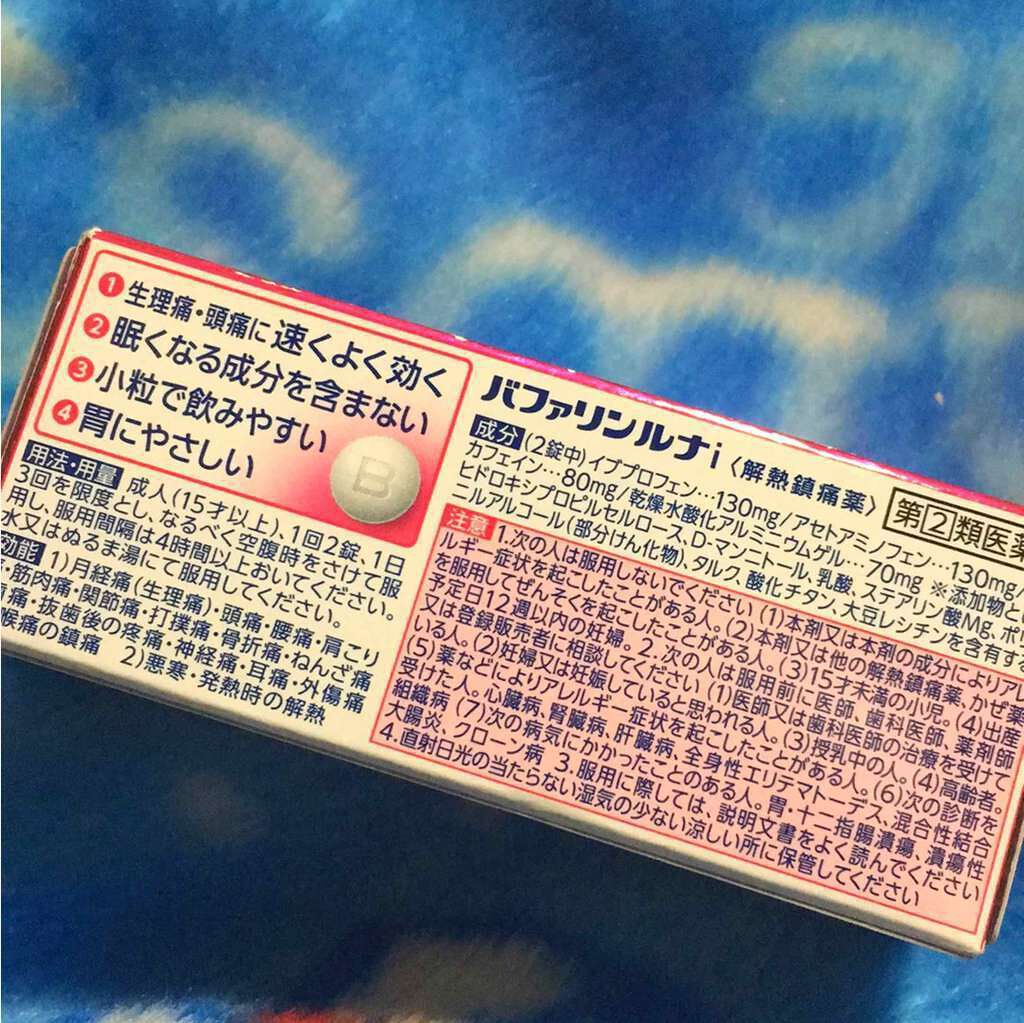 1 生理痛・頭痛に速くよく効く
2 眠くなる成分を含まない
3 小粒で飲みやすい
4 胃にやさしい
B
用法・用量 成人(15才以上)、1回2錠、1日
3回を限度とし、なるべく空腹時をさけて服
用し、服用間隔は4時間以上おいてください。
水又はぬるま湯にて服用してください。
効能 1)月経痛(生理痛)・頭痛・腰痛・肩こり
・筋肉痛・関節痛・打撲痛・骨折痛・ねんざ痛
痛・抜歯後の疼痛・神経痛・耳痛・外傷痛
喉痛の鎮痛 2)悪寒・発熱時の解熱
バファリンルナi〈解熱鎮痛薬〉 第②類医薬
成分(2錠中)イブプロフェン…130mg/アセトアミノフェン…130mg/
カフェイン…80mg/乾燥水酸化アルミニウムゲル…70mg ※添加物と
ヒドロキシプロピルセルロース、D-マンニトール、乳酸、ステアリン酸Mg、ポリ
ニルアルコール(部分けん化物)、タルク、酸化チタン、大豆レシチンを含有する
注意 1.次の人は服用しないでください (1)本剤又は本剤の成分によりアレ
ルギー症状を起こしたことがある人。(2)本剤又は他の解熱鎮痛薬、かぜ薬
を服用してぜんそくを起こしたことがある人。(3)15才未満の小児。(4)出産
予定日12週以内の妊婦。2.次の人は服用前に医師、歯科医師、薬剤師
又は登録販売者に相談してください (1)医師又は歯科医師の治療を受けて
いる人。(2)妊婦又は妊娠していると思われる人。(3)授乳中の人。(4)高齢者。
(5)薬などによりアレルギー症状を起こしたことがある人。(6)次の診断を
受けた人。心臓病、腎臓病、肝臓病、全身性エリテマトーデス、混合性結合
組織病 (7)次の病気にかかったことのある人。胃・十二指腸潰瘍、潰瘍性
大腸炎、クローン病 3.服用に際しては、説明文書をよく読んでください
4.直射日光の当たらない湿気の少ない涼しい所に保管してください